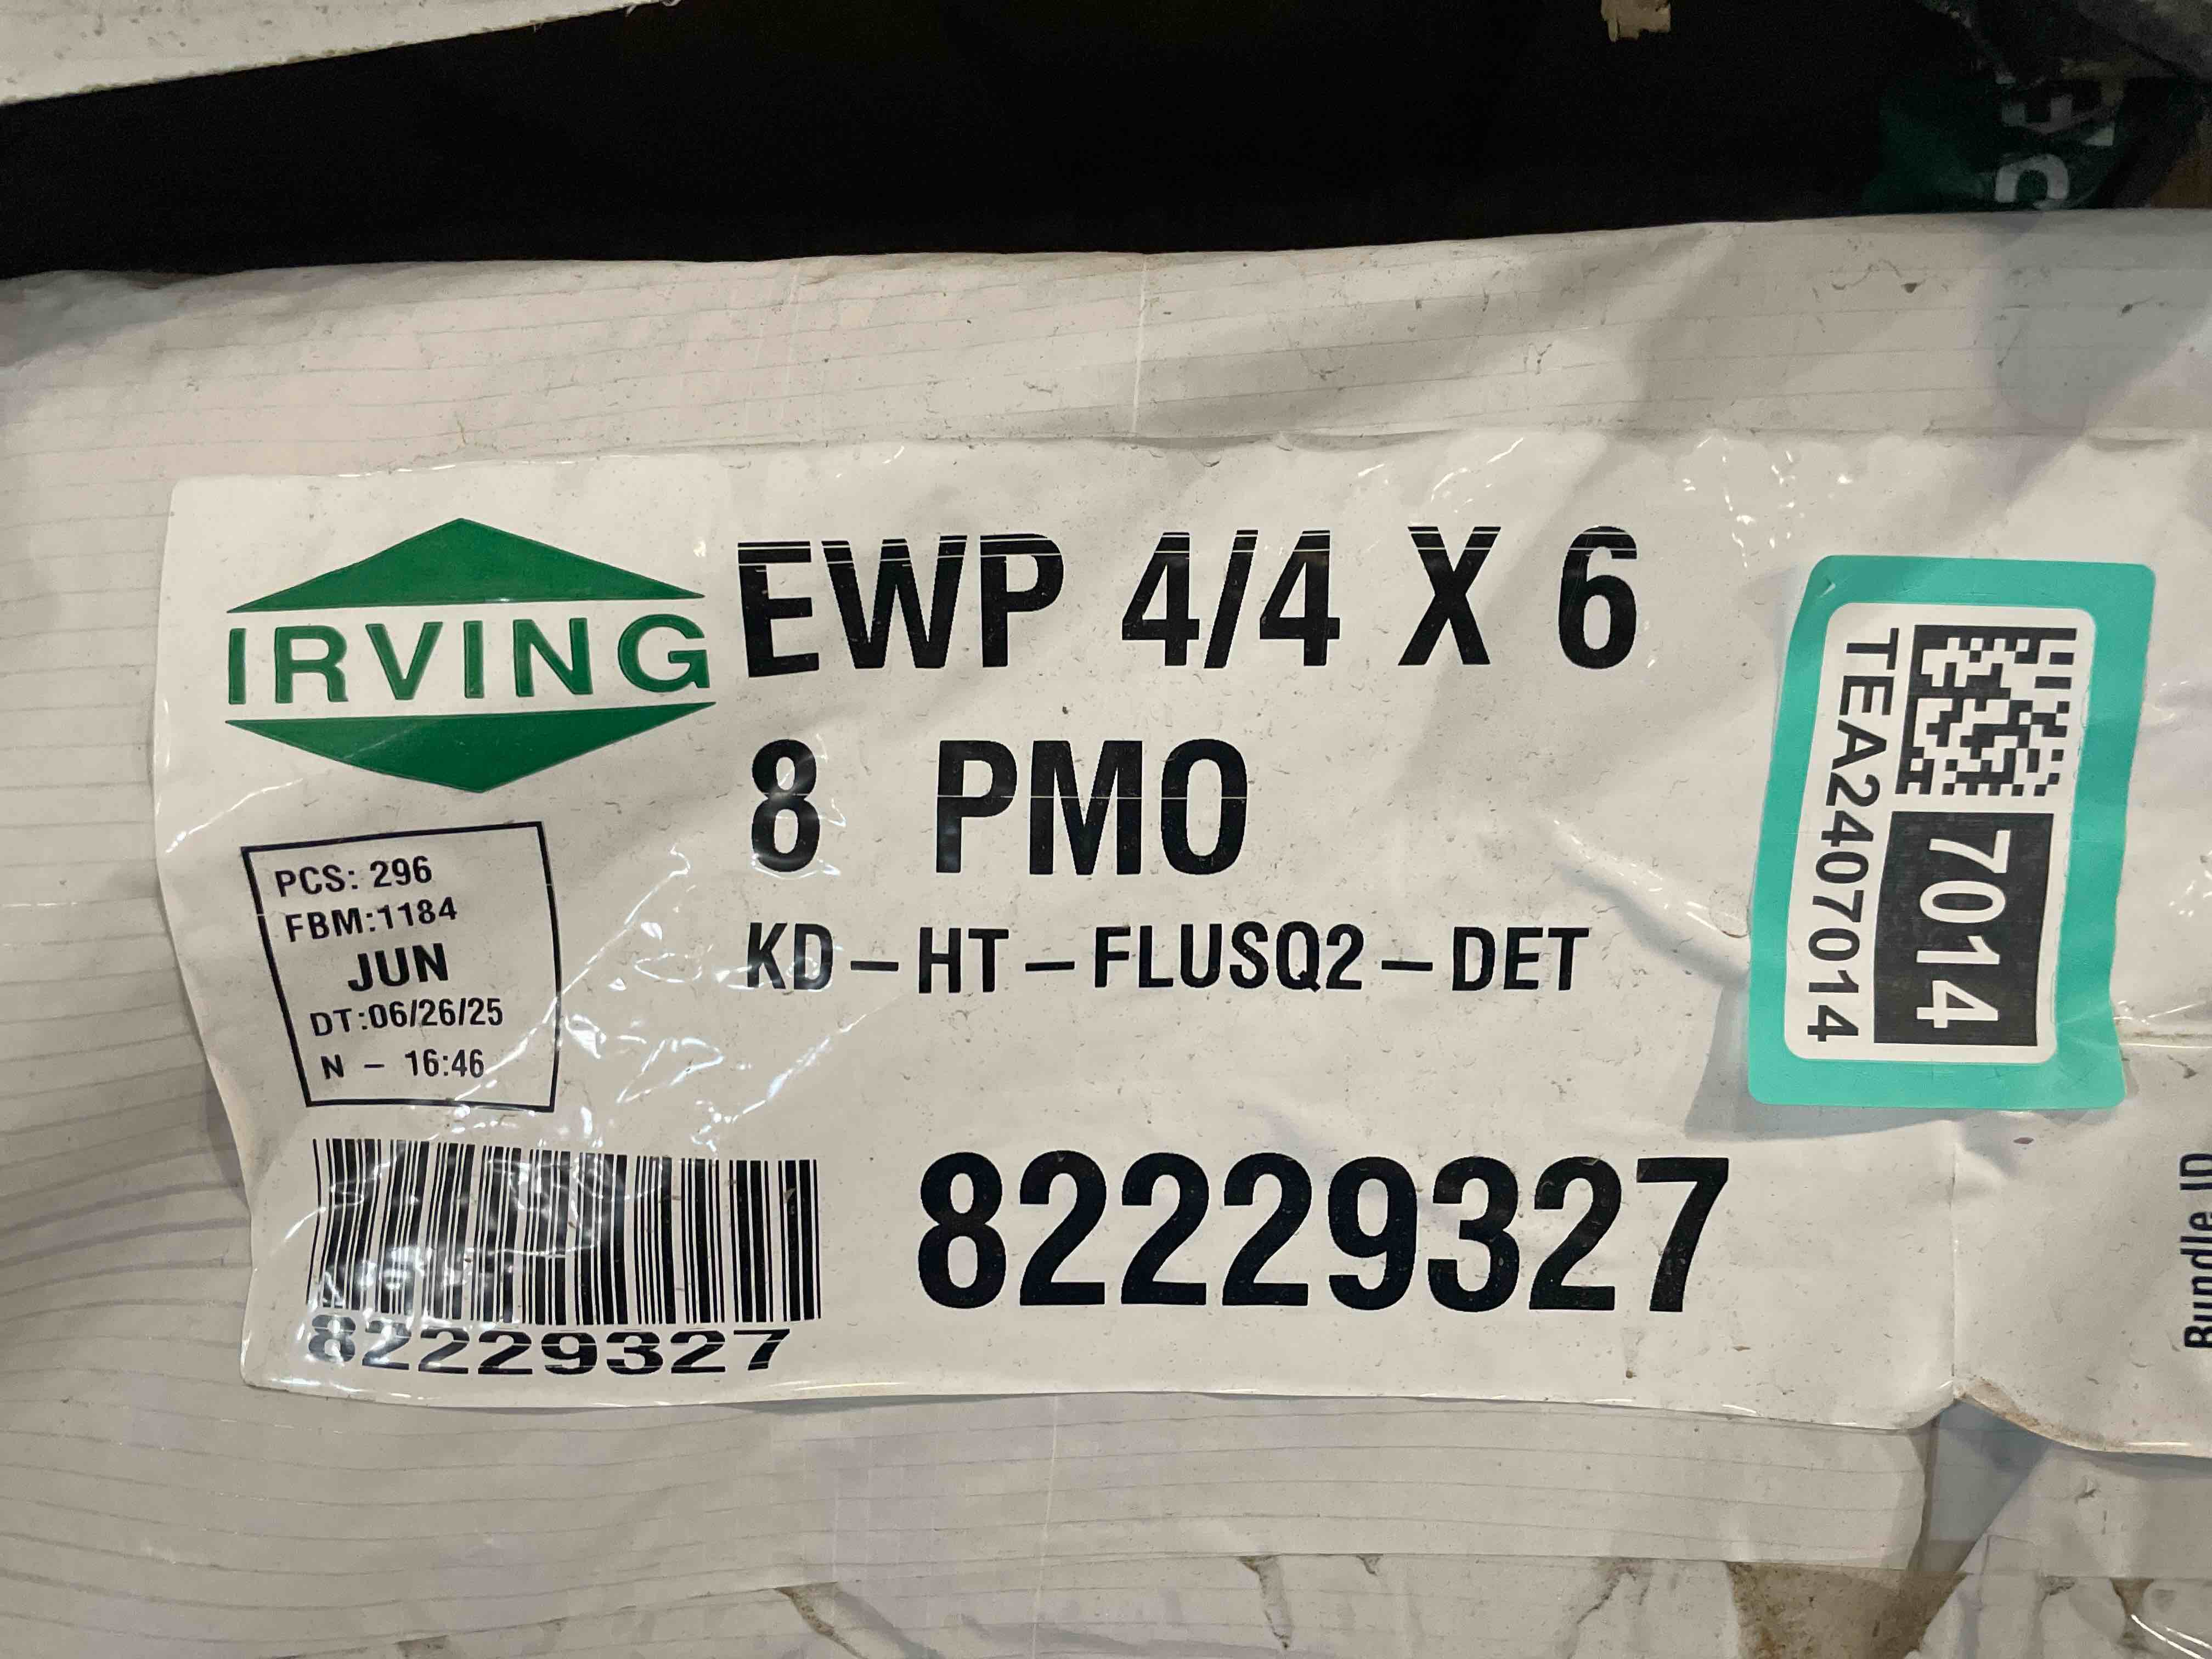 IRVING
EWP 4/4 X 6
8 PMO
KD-HT-FLUSQ2-DET
PCS: 296
FBM:1184
JUN
DT:06/26/25
N - 16:46
82229327
82229327
TEA2407014
7014
Bundle ID